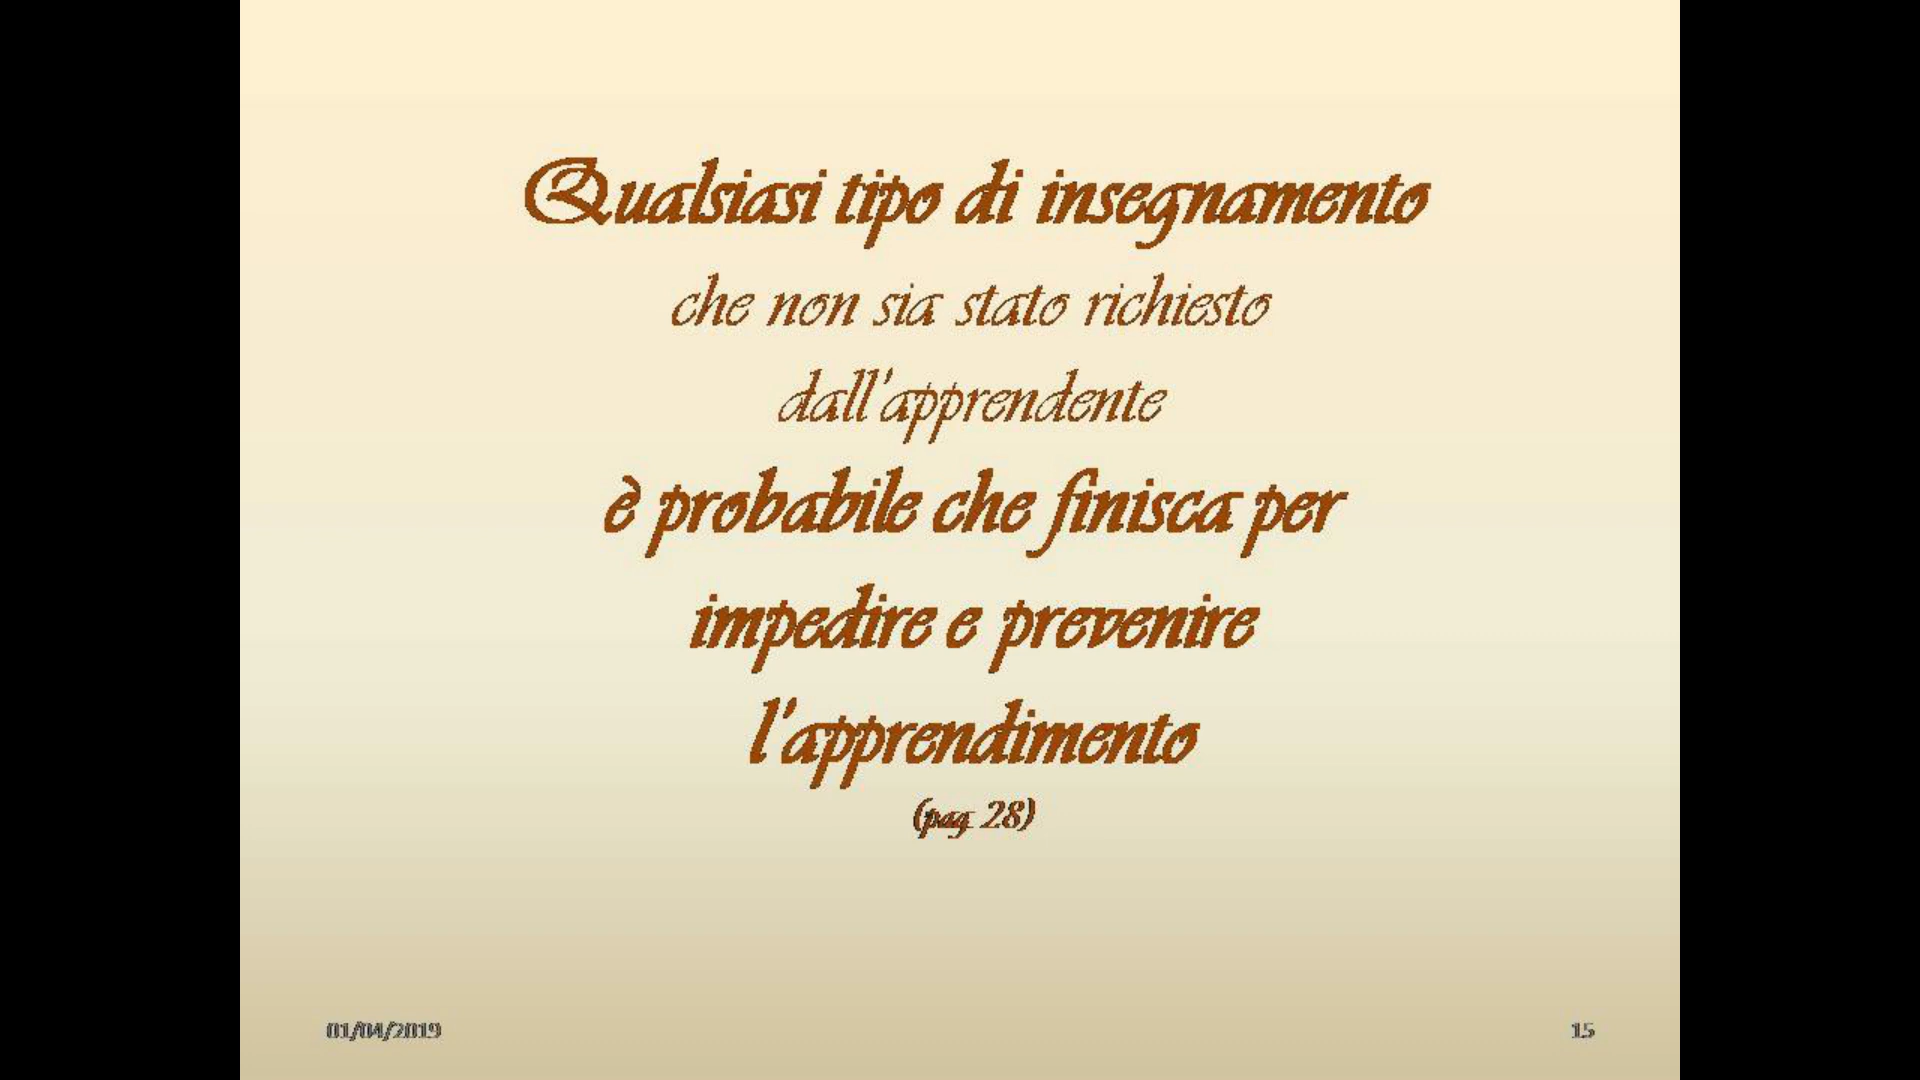 Qualsiasi tipo di insegnamento
che non sia stato richiesto
dall'apprendente
è probabile che finisca per
impedire e prevenire
l'apprendimento
(pag 28)
01/04/2019
15